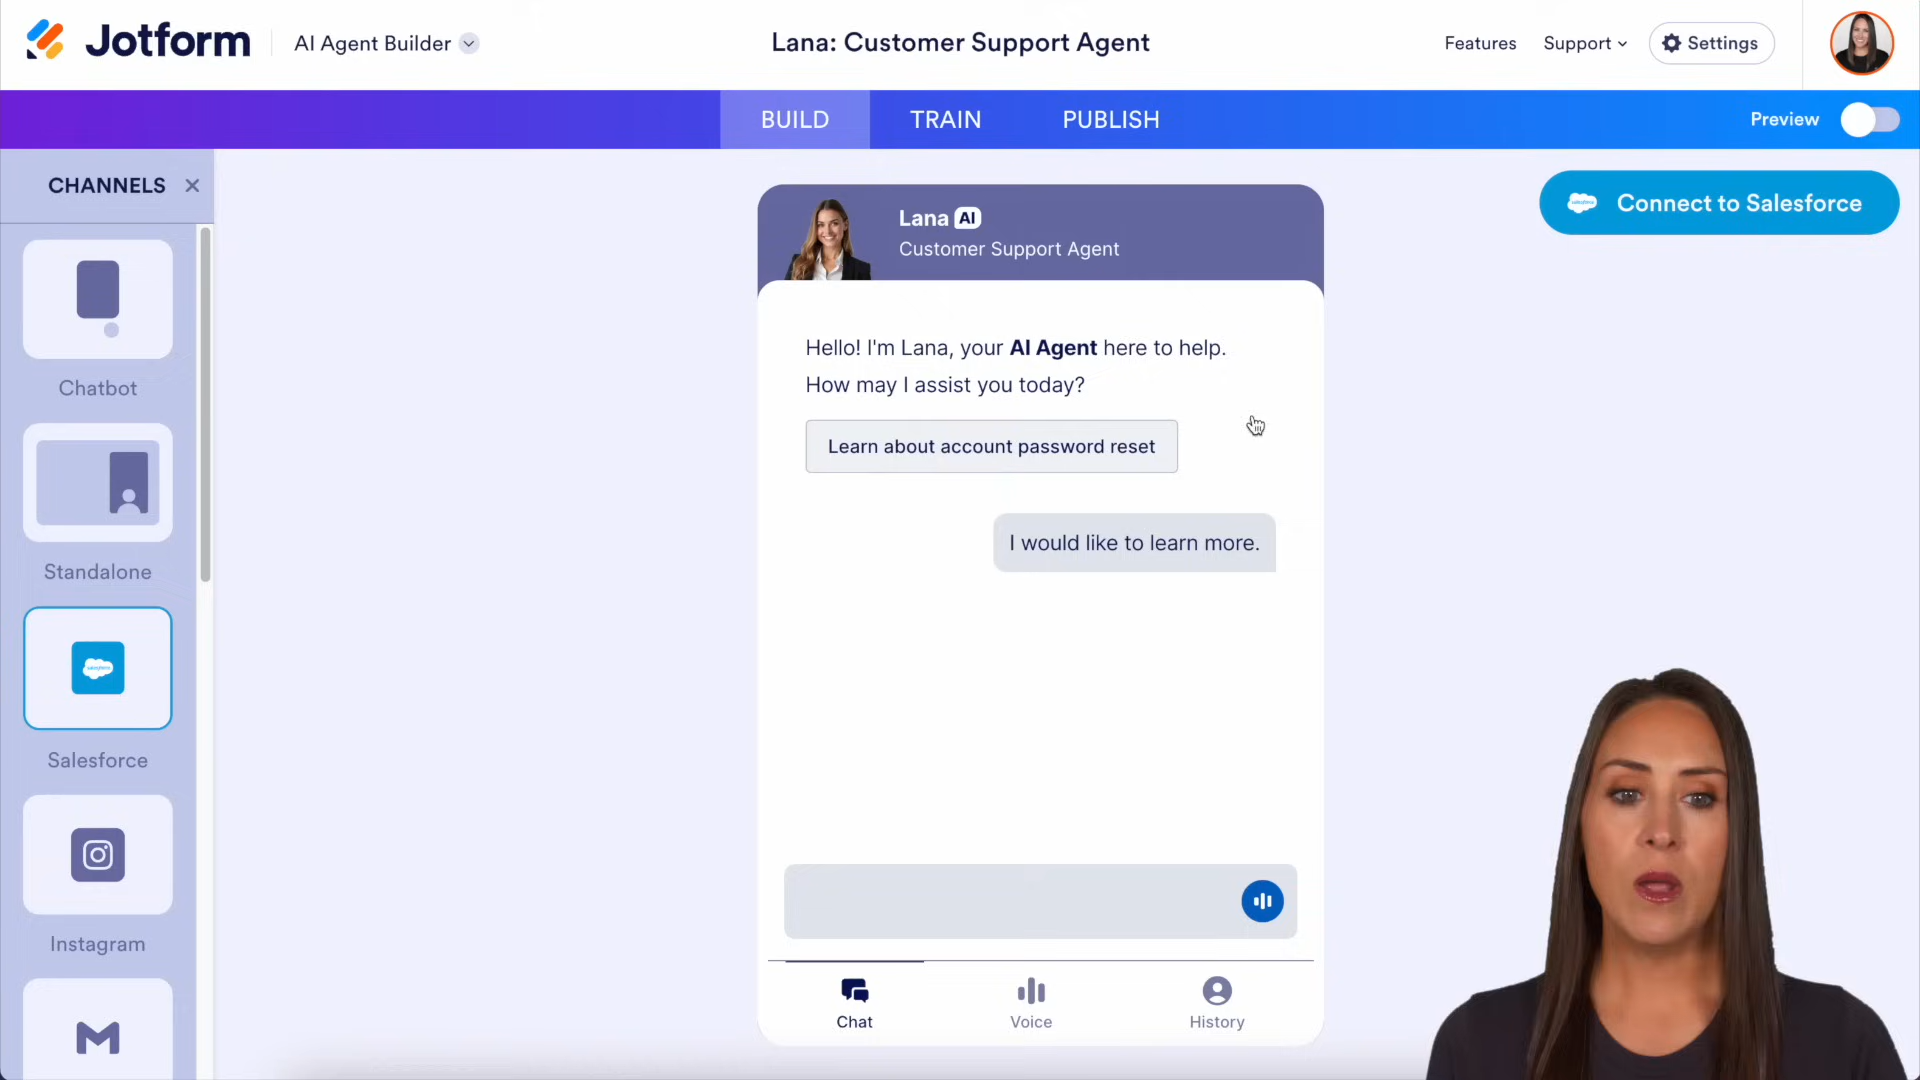 Jotform
AI Agent Builder
Lana: Customer Support Agent
Features
Support
Settings
BUILD
TRAIN
PUBLISH
Preview
CHANNELS
Chatbot
Standalone
salesforce
Salesforce
Instagram
Lana AI
Customer Support Agent
Hello! I'm Lana, your AI Agent here to help.
How may I assist you today?
Learn about account password reset
I would like to learn more.
Chat
Voice
History
salesforce
Connect to Salesforce